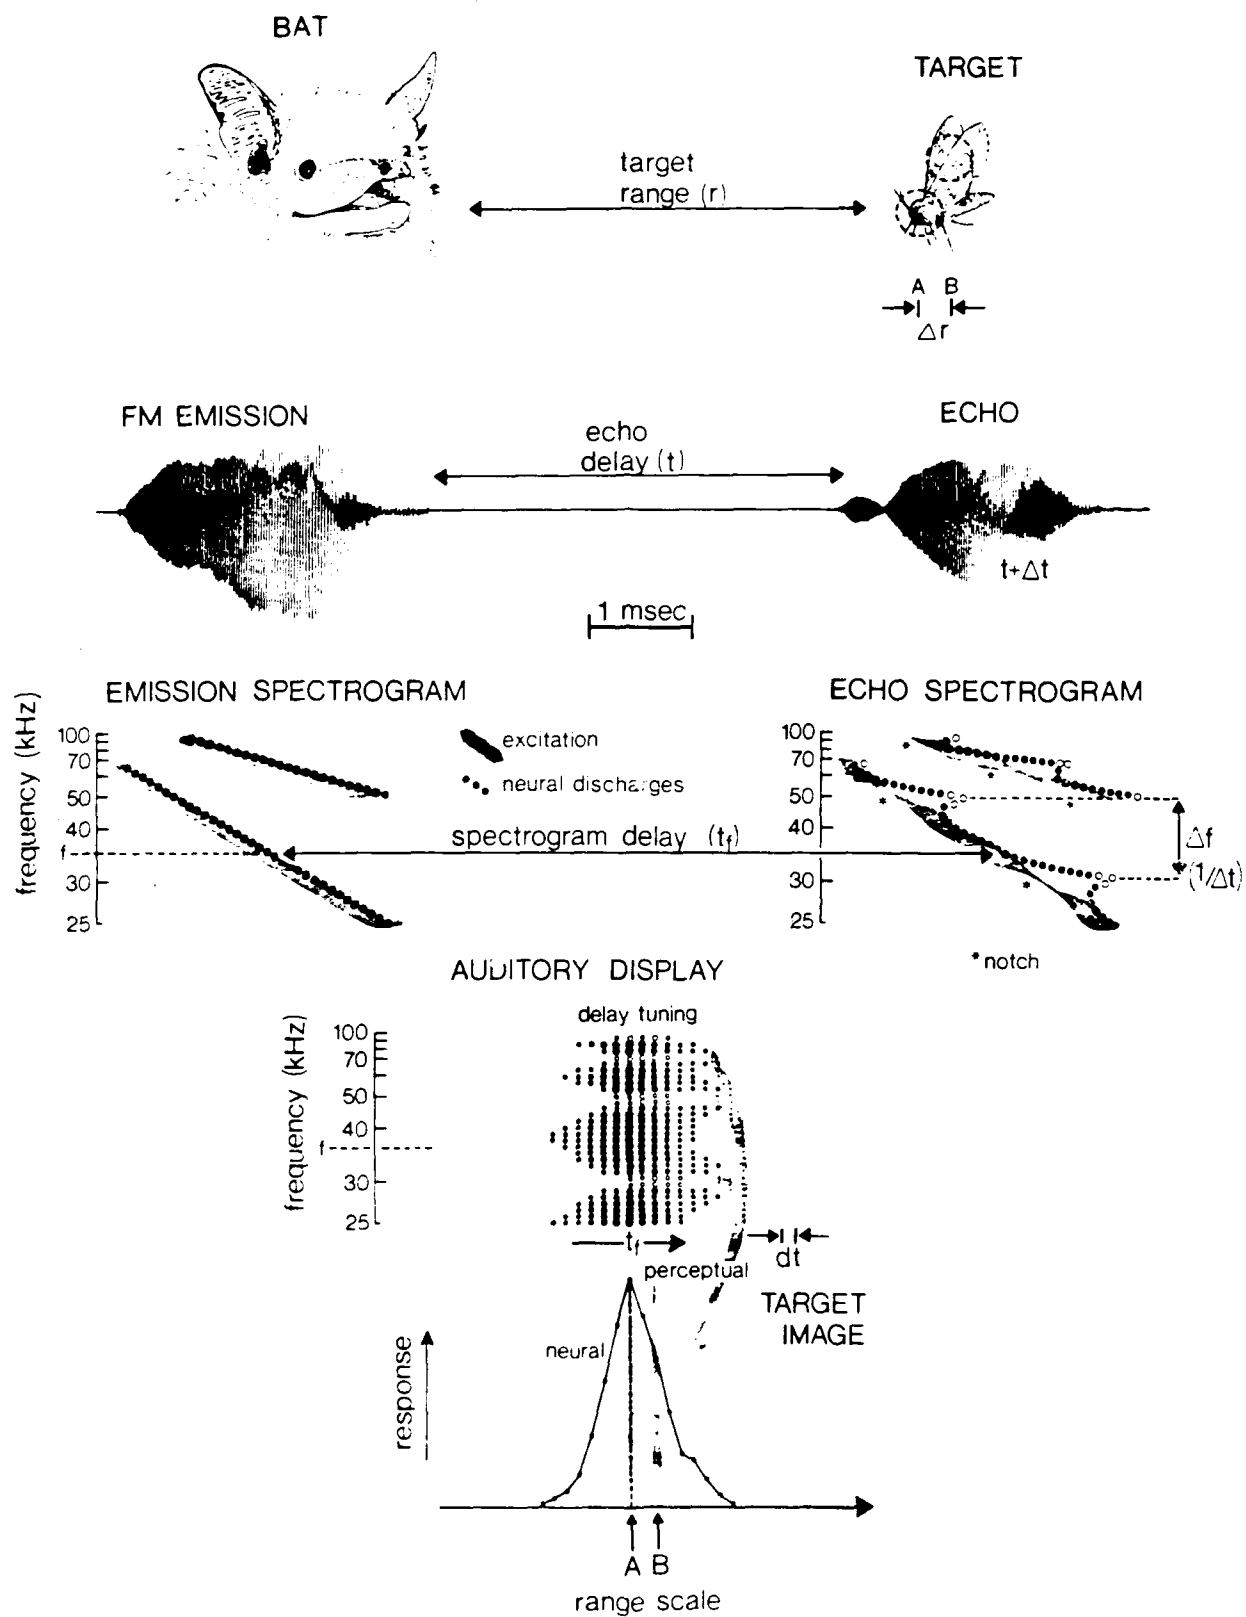 BAT
TARGET
target
range (r)
A B
Δr
FM EMISSION
echo
delay (t)
ECHO
t+Δt
1 msec
EMISSION SPECTROGRAM
ECHO SPECTROGRAM
frequency (kHz)
100
70
50
40
f
30
25
excitation
neural discharges
spectrogram delay (tf)
100
70
50
40
30
25
*
*
*
*
*
Δf
(1/Δt)
*notch
AUDITORY DISPLAY
delay tuning
frequency (kHz)
100
70
50
40
f
30
25
tf
dt
perceptual
TARGET
IMAGE
neural
response
A B
range scale